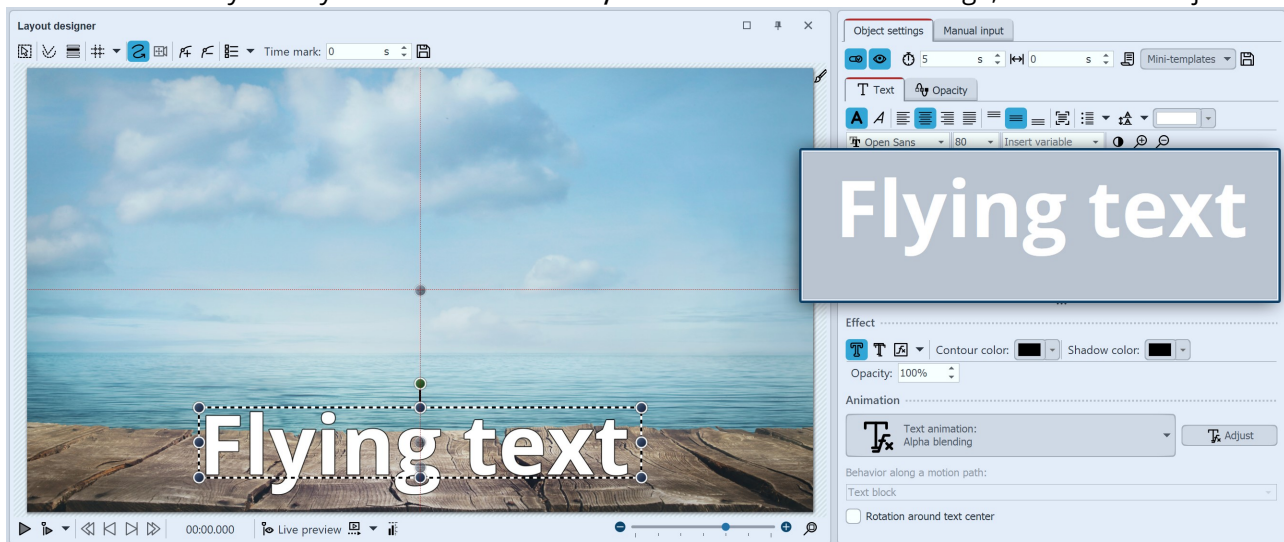 Layout designer
Time mark: 0 s
Flying text
00:00.000
Live preview
Object settings
Manual input
5 s
0 s
Mini-templates
T Text
Opacity
Open Sans
80
Insert variable
Flying text
Effect
Contour color:
Shadow color:
Opacity: 100%
Animation
Text animation:
Alpha blending
Adjust
Behavior along a motion path:
Text block
Rotation around text center